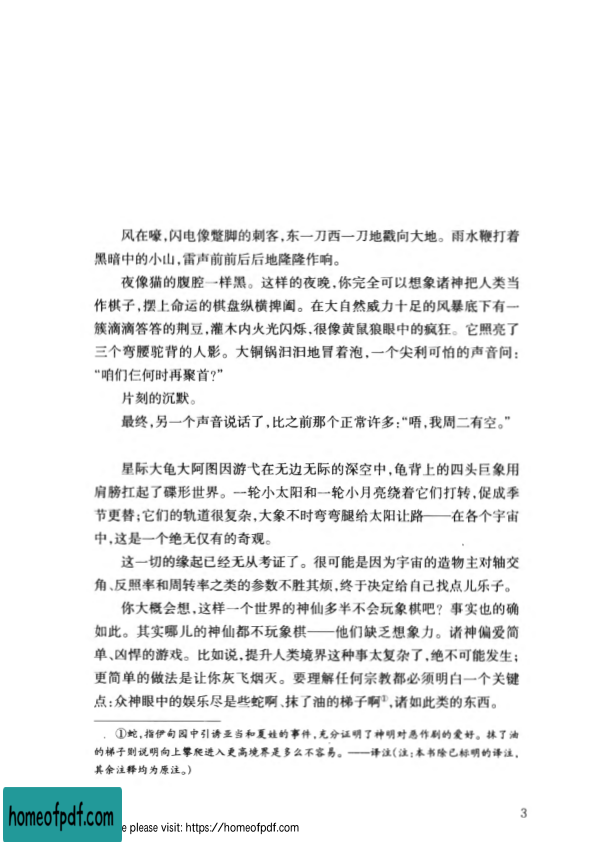 风在嚎,闪电像蹩脚的刺客,东一刀西一刀地戳向大地。雨水鞭打着
黑暗中的小山,雷声前前后后地隆隆作响。
夜像猫的腹腔一样黑。这样的夜晚,你完全可以想象诸神把人类当
作棋子,摆上命运的棋盘纵横捭阖。在大自然威力十足的风暴底下有一
簇滴滴答答的荆豆,灌木内火光闪烁,很像黄鼠狼眼中的疯狂。它照亮了
三个弯腰驼背的人影。大铜锅汩汩地冒着泡,一个尖利可怕的声音问:
“咱们仨何时再聚首?”
片刻的沉默。
最终,另一个声音说话了,比之前那个正常许多:“唔,我周二有空。”
星际大龟大阿图因游弋在无边无际的深空中,龟背上的四头巨象用
肩膀扛起了碟形世界。一轮小太阳和一轮小月亮绕着它们打转,促成季
节更替;它们的轨道很复杂,大象不时弯弯腿给太阳让路——在各个宇宙
中,这是一个绝无仅有的奇观。
这一切的缘起已经无从考证了。很可能是因为宇宙的造物主对轴交
角、反照率和周转率之类的参数不胜其烦,终于决定给自己找点儿乐子。
你大概会想,这样一个世界的神仙多半不会玩象棋吧?事实也的确
如此。其实哪儿的神仙都不玩象棋——他们缺乏想象力。诸神偏爱简
单、凶悍的游戏。比如说,提升人类境界这种事太复杂了,绝不可能发生;
更简单的做法是让你灰飞烟灭。要理解任何宗教都必须明白一个关键
点:众神眼中的娱乐尽是些蛇啊、抹了油的梯子啊①,诸如此类的东西。
①蛇,指伊甸园中引诱亚当和夏娃的事件,充分证明了神明对恶作剧的爱好。抹了油
的梯子则说明向上攀爬进入更高境界是多么不容易。——译注(注:本书除已标明的译注,
其余注释均为原注。)
3
homeofpdf.com
e please visit: https://homeofpdf.com